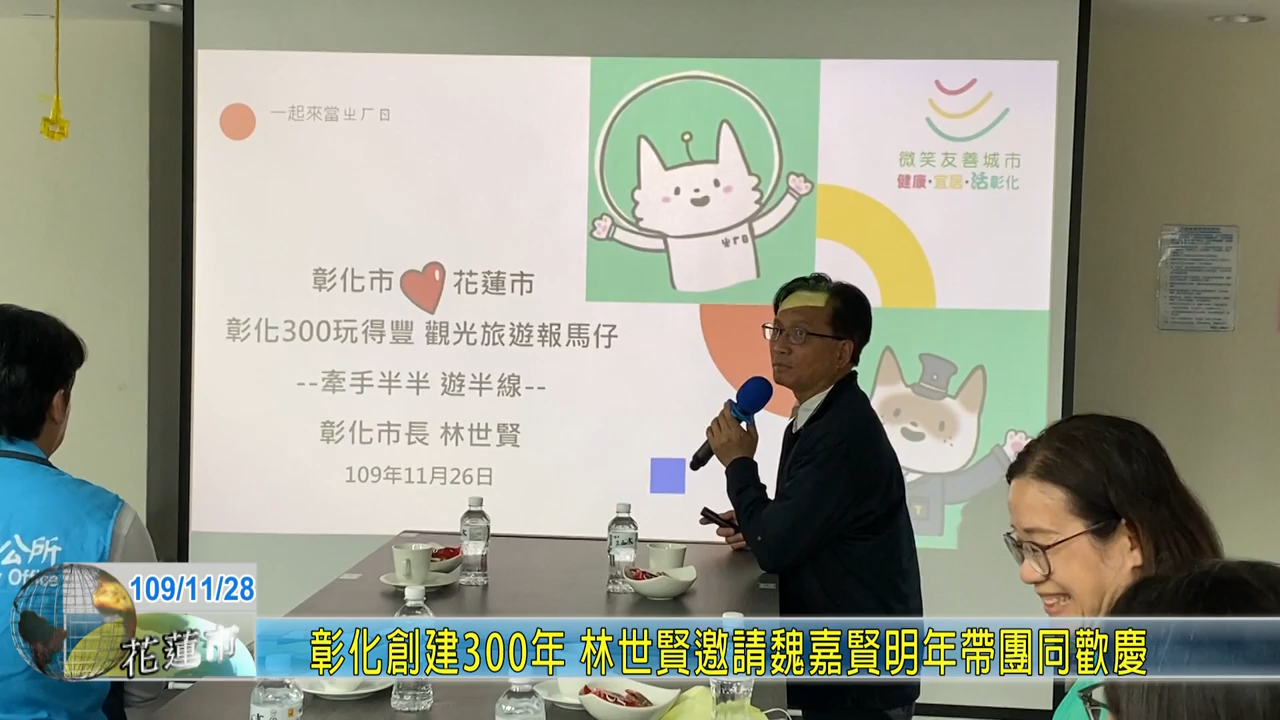 一起來當ㄓㄏㄖ
微笑友善城市
健康・宜居・活彰化
ㄓㄏㄖ
彰化市 花蓮市
彰化300玩得豐 觀光旅遊報馬仔
--牽手半半 遊半線--
彰化市長 林世賢
109年11月26日
公所
Office
109/11/28
花蓮市
彰化創建300年 林世賢邀請魏嘉賢明年帶團同歡慶